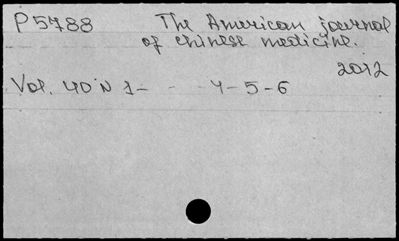 P5788 The American journal
of chinese medicine.
2012
Vol. 40 N 1- - - 4-5-6